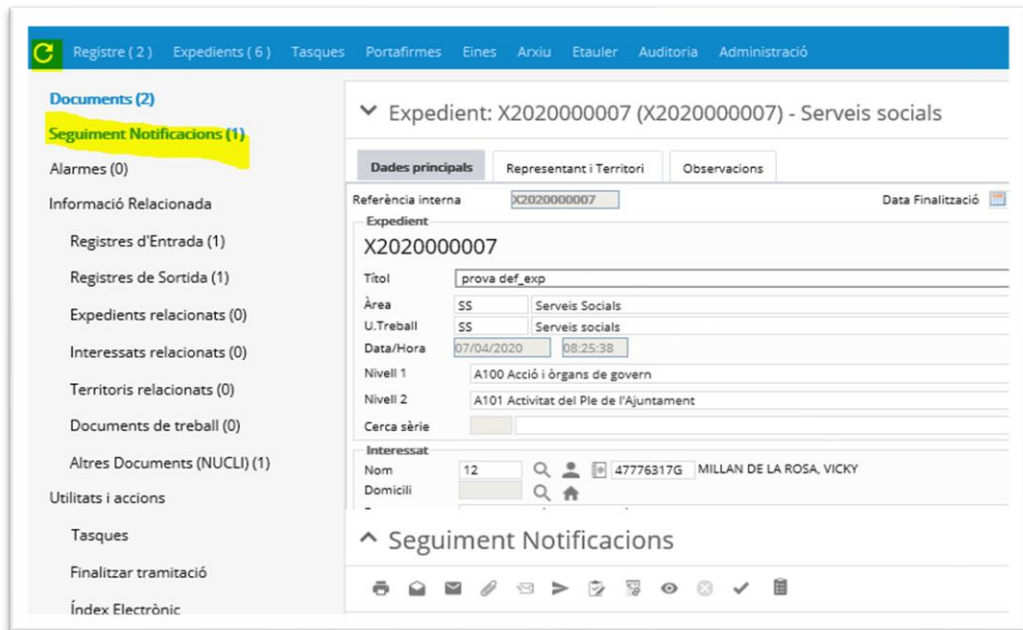 Registre ( 2 ) Expedients ( 6 ) Tasques Portafirmes Eines Arxiu Etauler Auditoria Administració
Documents (2)
Seguiment Notificacions (1)
Alarmes (0)
Informació Relacionada
Registres d'Entrada (1)
Registres de Sortida (1)
Expedients relacionats (0)
Interessats relacionats (0)
Territoris relacionats (0)
Documents de treball (0)
Altres Documents (NUCLI) (1)
Utilitats i accions
Tasques
Finalitzar tramitació
Índex Electrònic
Expedient: X2020000007 (X2020000007) - Serveis socials
Dades principals Representant i Territori Observacions
Referència interna X2020000007 Data Finalització
Expedient
X2020000007
Títol prova def_exp
Àrea SS Serveis Socials
U.Treball SS Serveis socials
Data/Hora 07/04/2020 08:25:38
Nivell 1 A100 Acció i òrgans de govern
Nivell 2 A101 Activitat del Ple de l'Ajuntament
Cerca sèrie
Interessat
Nom 12 47776317G MILLAN DE LA ROSA, VICKY
Domicili
Seguiment Notificacions